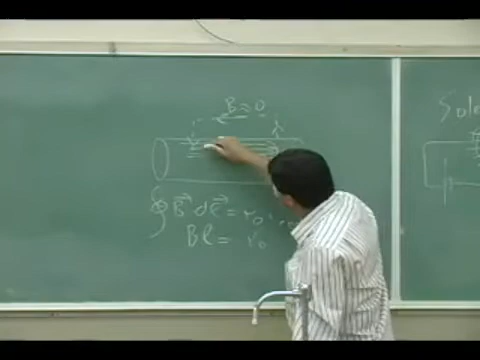 B ≈ 0
∮ B⃗ dℓ⃗ = μ₀
Bℓ = μ₀
Sole